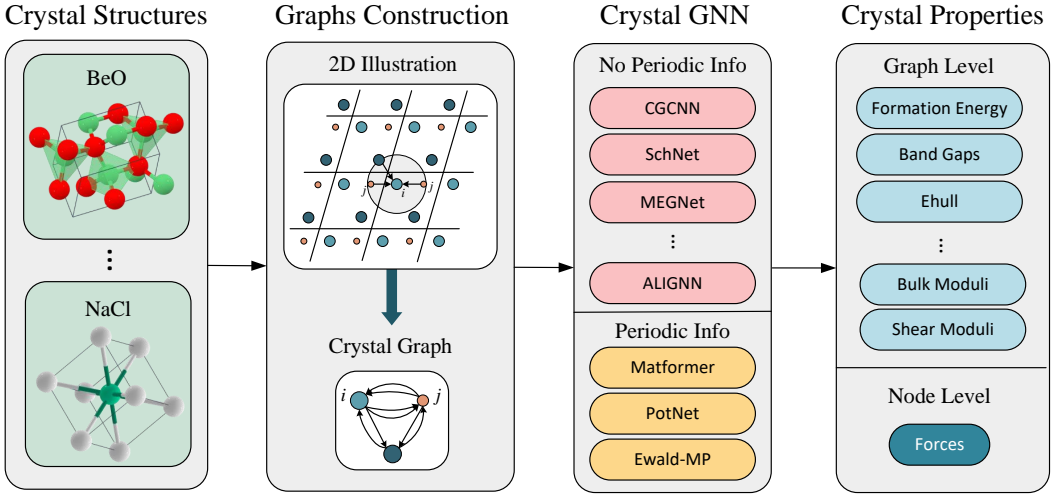 Crystal Structures
BeO
⋮
NaCl
Graphs Construction
2D Illustration
j
i
j
Crystal Graph
i
j
Crystal GNN
No Periodic Info
CGCNN
SchNet
MEGNet
⋮
ALIGNN
Periodic Info
Matformer
PotNet
Ewald-MP
Crystal Properties
Graph Level
Formation Energy
Band Gaps
Ehull
⋮
Bulk Moduli
Shear Moduli
Node Level
Forces